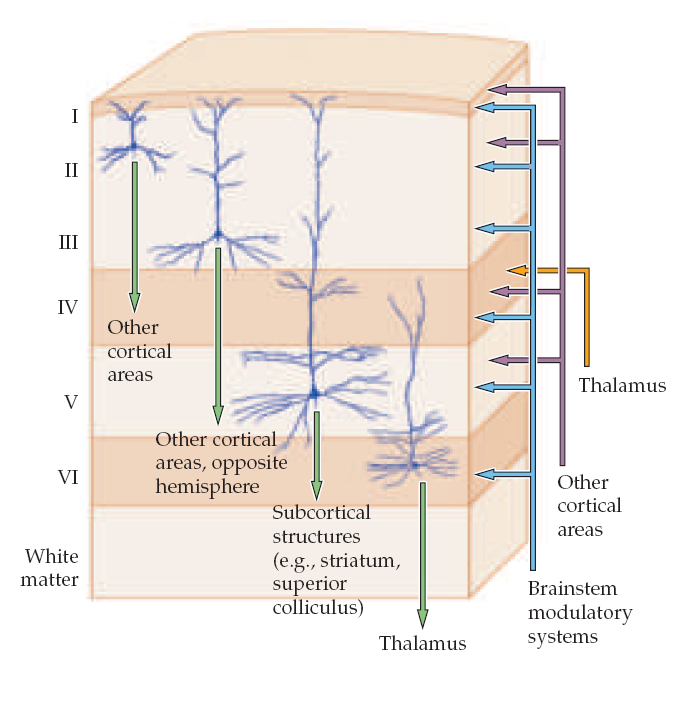 I
II
III
IV
V
VI
White
matter
Other
cortical
areas
Other cortical
areas, opposite
hemisphere
Subcortical
structures
(e.g., striatum,
superior
colliculus)
Thalamus
Thalamus
Other
cortical
areas
Brainstem
modulatory
systems